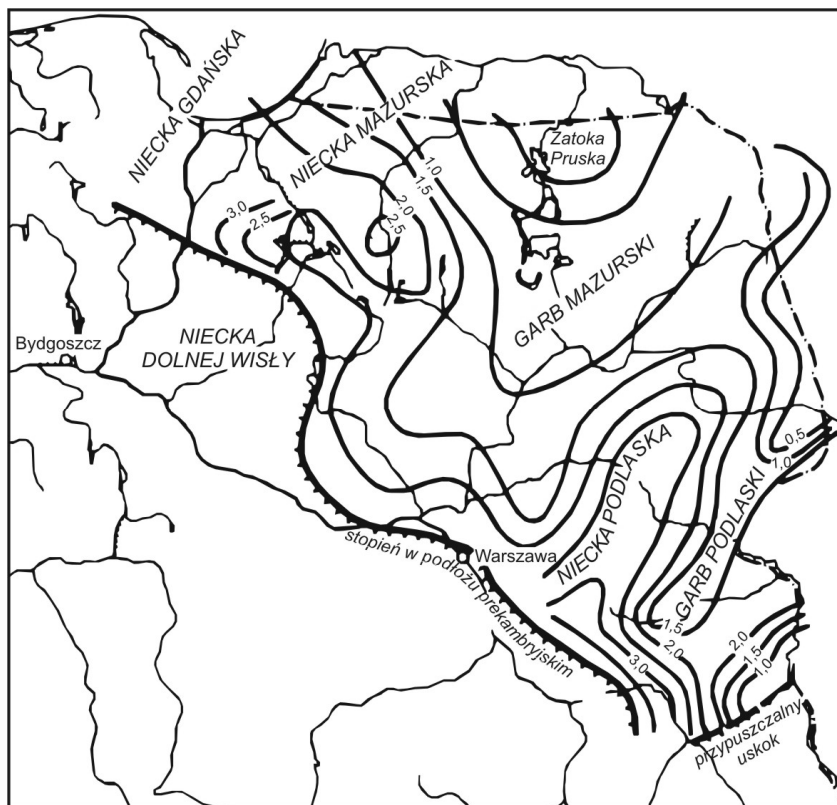 NIECKA GDAŃSKA
NIECKA MAZURSKA
Zatoka
Pruska
1,0
1,5
2,0
2,5
3,0
2,5
GARB MAZURSKI
Bydgoszcz
NIECKA
DOLNEJ WISŁY
0,5
1,0
NIECKA PODLASKA
GARB PODLASKI
Warszawa
stopień w podłożu prekambryjskim
1,5
2,0
3,0
2,0
1,5
1,0
przypuszczalny
uskok